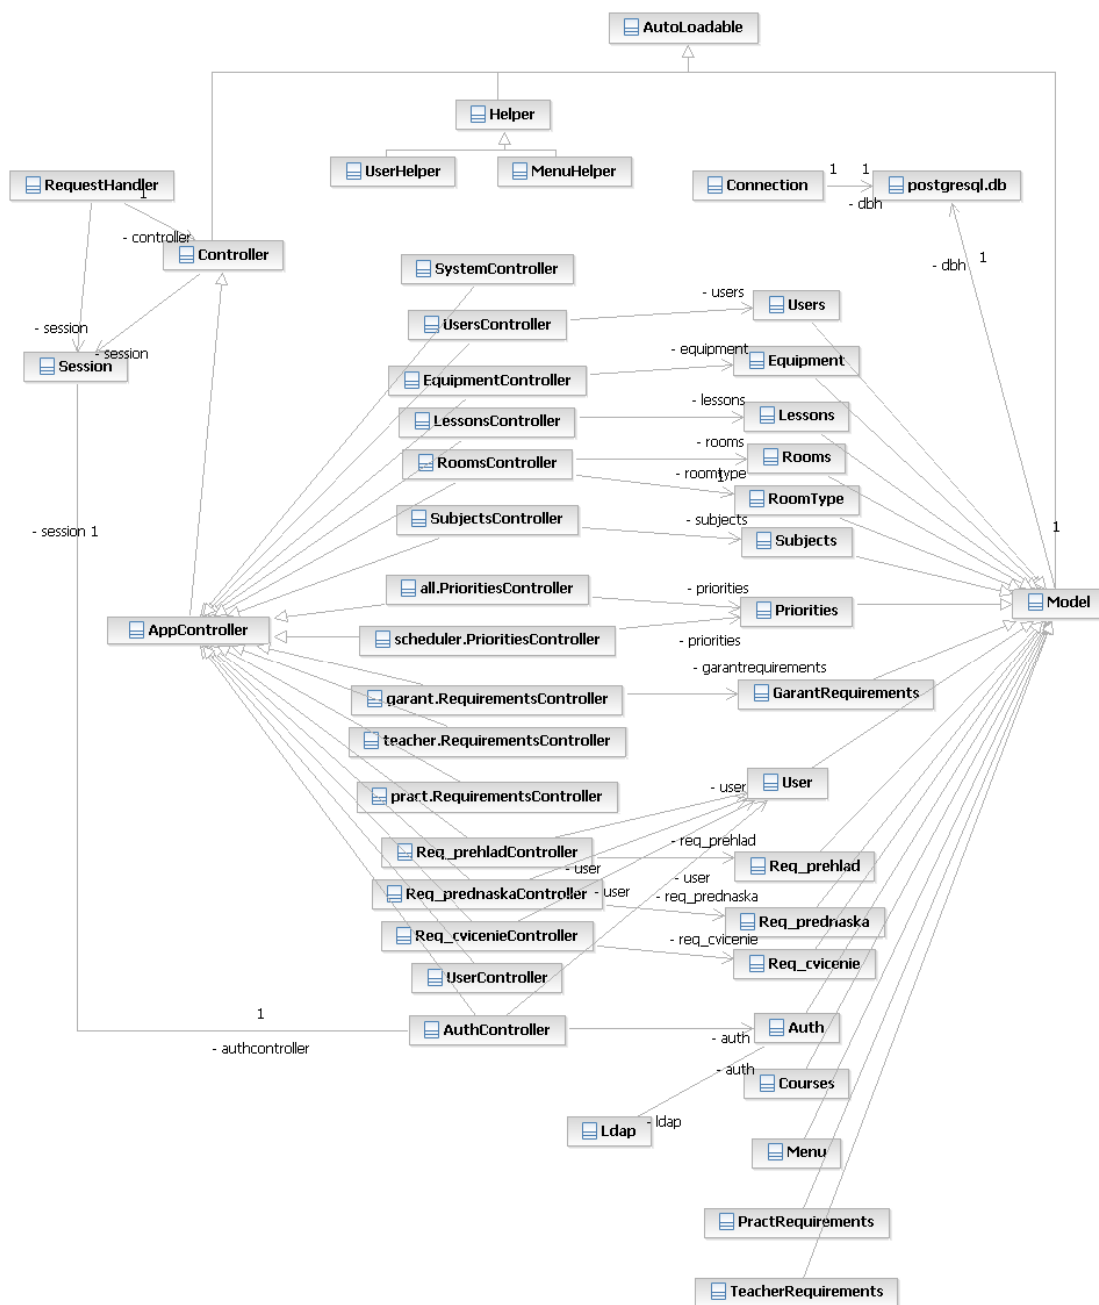 AutoLoadable
Helper
UserHelper
MenuHelper
RequestHandler
1
Connection
1
1
postgresql.db
- dbh
- controller
Controller
- dbh
1
SystemController
- users
Users
UsersController
- session
- session
Session
- equipment
Equipment
EquipmentController
- lessons
Lessons
LessonsController
- rooms
Rooms
RoomsController
- roomtype
1
RoomType
SubjectsController
- subjects
Subjects
- session 1
1
all.PrioritiesController
- priorities
Priorities
Model
AppController
scheduler.PrioritiesController
- priorities
- garantrequirements
garant.RequirementsController
GarantRequirements
teacher.RequirementsController
User
- user
pract.RequirementsController
- req_prehlad
Req_prehladController
- user
- user
Req_prehlad
- user
Req_prednaskaController
- req_prednaska
Req_prednaska
Req_cvicenieController
- req_cvicenie
Req_cvicenie
UserController
1
AuthController
- authcontroller
Auth
- auth
- auth
Courses
Ldap
- ldap
Menu
PractRequirements
TeacherRequirements